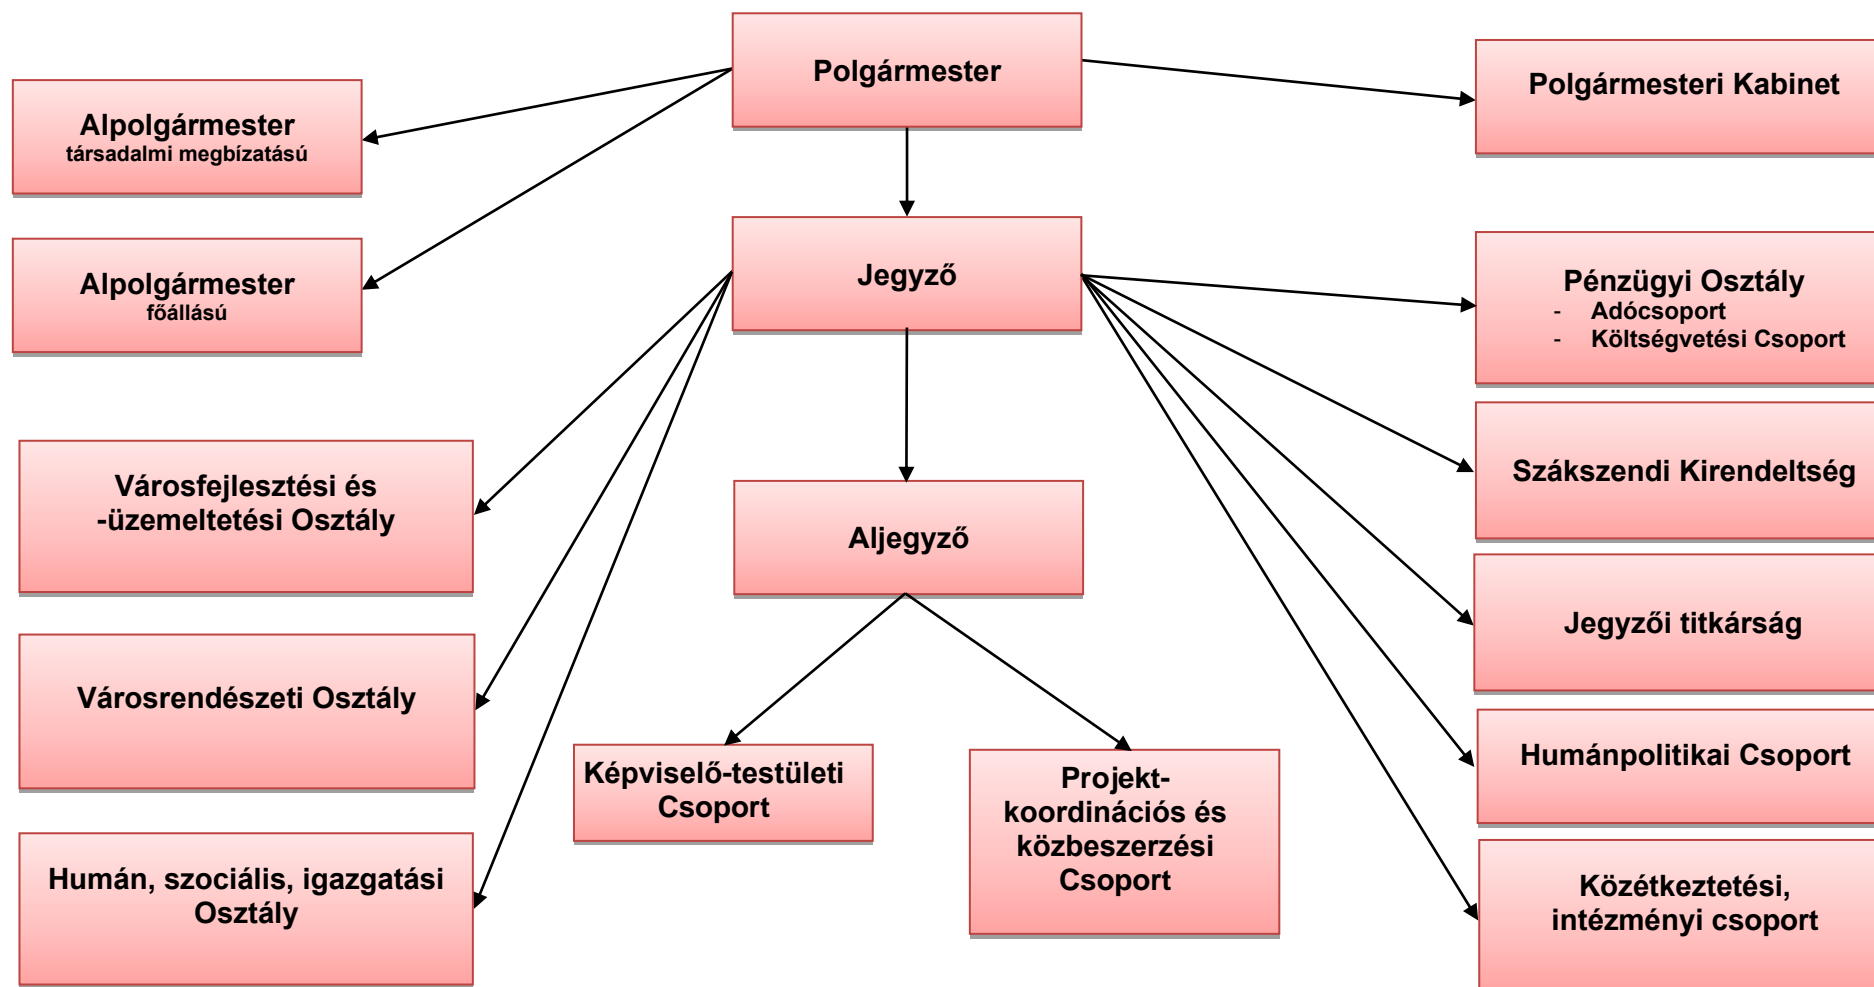 Polgármester
Polgármesteri Kabinet
Alpolgármester
társadalmi megbízatású
Alpolgármester
főállású
Jegyző
Pénzügyi Osztály
- Adócsoport
- Költségvetési Csoport
Városfejlesztési és
-üzemeltetési Osztály
Szákszendi Kirendeltség
Aljegyző
Jegyzői titkárság
Városrendészeti Osztály
Humánpolitikai Csoport
Képviselő-testületi
Csoport
Projekt-
koordinációs és
közbeszerzési
Csoport
Humán, szociális, igazgatási
Osztály
Közétkeztetési,
intézményi csoport